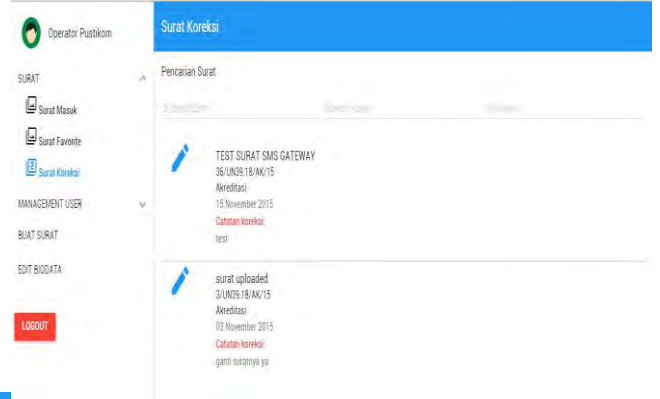 Operator Pustikom
SURAT
Surat Masuk
Surat Favorite
Surat Koreksi
MANAGEMENT USER
BUAT SURAT
EDIT BIODATA
LOGOUT
Surat Koreksi
Pencarian Surat
TEST SURAT SMS GATEWAY
36/UN39.18/AK/15
Akreditasi
15 November 2015
Catatan koreksi:
test
surat uploaded
3/UN39.18/AK/15
Akreditasi
03 November 2015
Catatan koreksi:
ganti suratnya ya